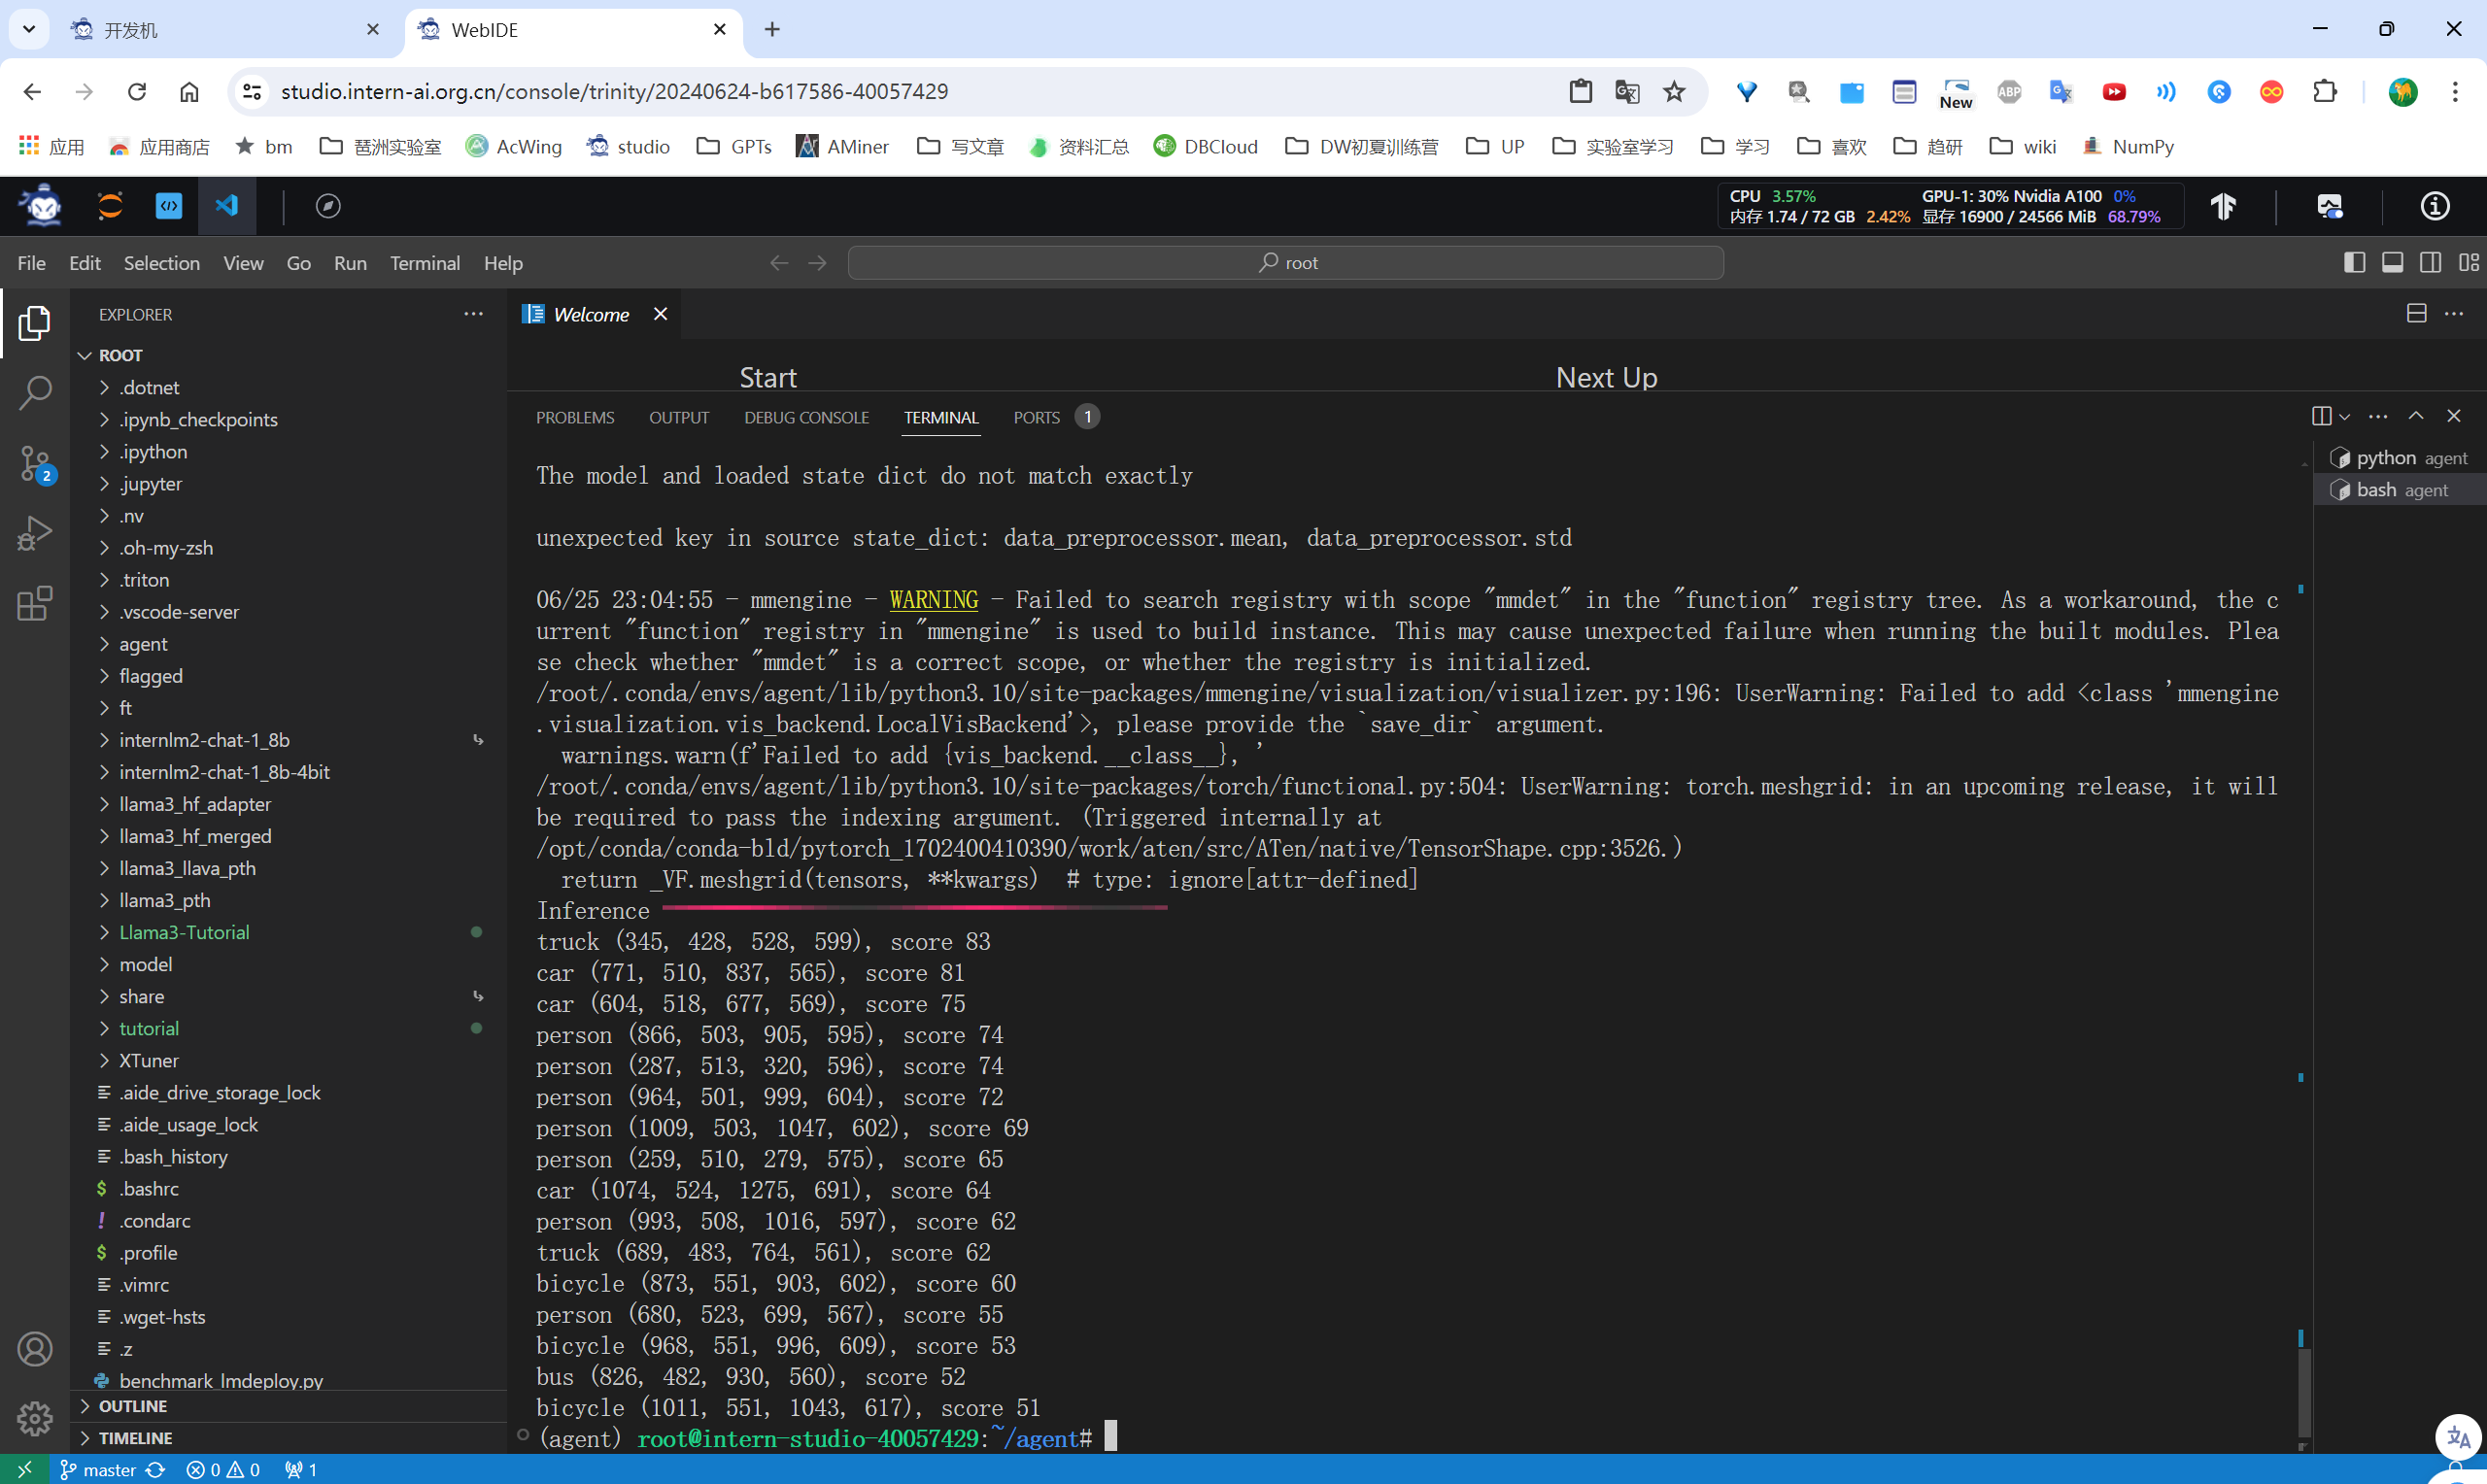 开发机
WebIDE
studio.intern-ai.org.cn/console/trinity/20240624-b617586-40057429
New
ABP
应用
应用商店
bm
琶洲实验室
AcWing
studio
GPTs
AMiner
写文章
资料汇总
DBCloud
DW初夏训练营
UP
实验室学习
学习
喜欢
趋研
wiki
NumPy
CPU 3.57%
GPU-1: 30% Nvidia A100 0%
内存 1.74 / 72 GB 2.42%
显存 16900 / 24566 MiB 68.79%
File Edit Selection View Go Run Terminal Help
root
EXPLORER
Welcome
ROOT
.dotnet
.ipynb_checkpoints
.ipython
.jupyter
.nv
.oh-my-zsh
.triton
.vscode-server
agent
flagged
ft
internlm2-chat-1_8b
internlm2-chat-1_8b-4bit
llama3_hf_adapter
llama3_hf_merged
llama3_llava_pth
llama3_pth
Llama3-Tutorial
model
share
tutorial
XTuner
.aide_drive_storage_lock
.aide_usage_lock
.bash_history
.bashrc
.condarc
.profile
.vimrc
.wget-hsts
.z
benchmark_lmdeploy.py
OUTLINE
TIMELINE
2
Start
Next Up
PROBLEMS OUTPUT DEBUG CONSOLE TERMINAL PORTS 1
python agent
bash agent
The model and loaded state dict do not match exactly
unexpected key in source state_dict: data_preprocessor.mean, data_preprocessor.std
06/25 23:04:55 - mmengine - WARNING - Failed to search registry with scope "mmdet" in the "function" registry tree. As a workaround, the c
urrent "function" registry in "mmengine" is used to build instance. This may cause unexpected failure when running the built modules. Plea
se check whether "mmdet" is a correct scope, or whether the registry is initialized.
/root/.conda/envs/agent/lib/python3.10/site-packages/mmengine/visualization/visualizer.py:196: UserWarning: Failed to add <class 'mmengine
.visualization.vis_backend.LocalVisBackend'>, please provide the `save_dir` argument.
warnings.warn(f'Failed to add {vis_backend.__class__}, '
/root/.conda/envs/agent/lib/python3.10/site-packages/torch/functional.py:504: UserWarning: torch.meshgrid: in an upcoming release, it will
be required to pass the indexing argument. (Triggered internally at
/opt/conda/conda-bld/pytorch_1702400410390/work/aten/src/ATen/native/TensorShape.cpp:3526.)
return _VF.meshgrid(tensors, **kwargs)  # type: ignore[attr-defined]
Inference
truck (345, 428, 528, 599), score 83
car (771, 510, 837, 565), score 81
car (604, 518, 677, 569), score 75
person (866, 503, 905, 595), score 74
person (287, 513, 320, 596), score 74
person (964, 501, 999, 604), score 72
person (1009, 503, 1047, 602), score 69
person (259, 510, 279, 575), score 65
car (1074, 524, 1275, 691), score 64
person (993, 508, 1016, 597), score 62
truck (689, 483, 764, 561), score 62
bicycle (873, 551, 903, 602), score 60
person (680, 523, 699, 567), score 55
bicycle (968, 551, 996, 609), score 53
bus (826, 482, 930, 560), score 52
bicycle (1011, 551, 1043, 617), score 51
(agent) root@intern-studio-40057429:~/agent#
master 0 0 1